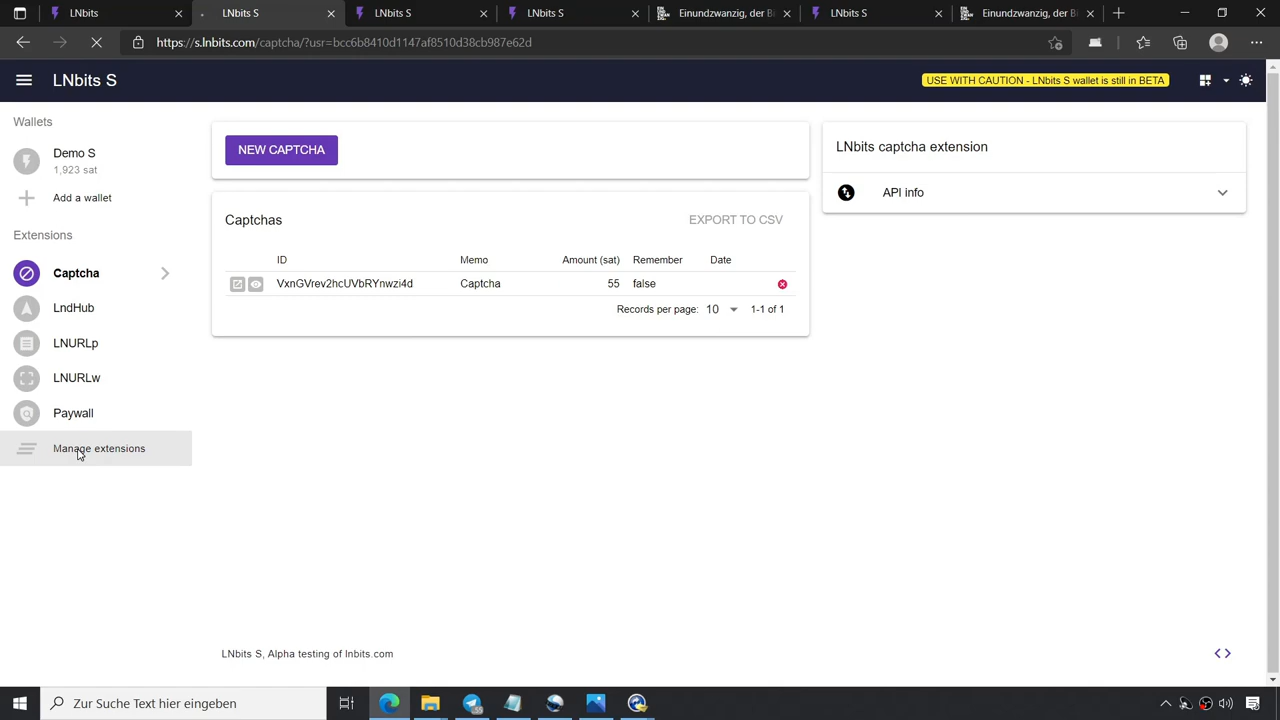 LNbits S
LNbits S
LNbits S
LNbits S
Einundzwanzig, der Bi
LNbits S
Einundzwanzig, der Bi
https://s.lnbits.com/captcha/?usr=bcc6b8410d1147af8510d38cb987e62d
LNbits S
USE WITH CAUTION - LNbits S wallet is still in BETA
Wallets
Demo S
1,923 sat
Add a wallet
Extensions
Captcha
LndHub
LNURLp
LNURLw
Paywall
Manage extensions
NEW CAPTCHA
Captchas
EXPORT TO CSV
ID Memo Amount (sat) Remember Date
VxnGVrev2hcUVbRYnwzi4d Captcha 55 false
Records per page: 10 1-1 of 1
LNbits captcha extension
API info
LNbits S, Alpha testing of lnbits.com
Zur Suche Text hier eingeben